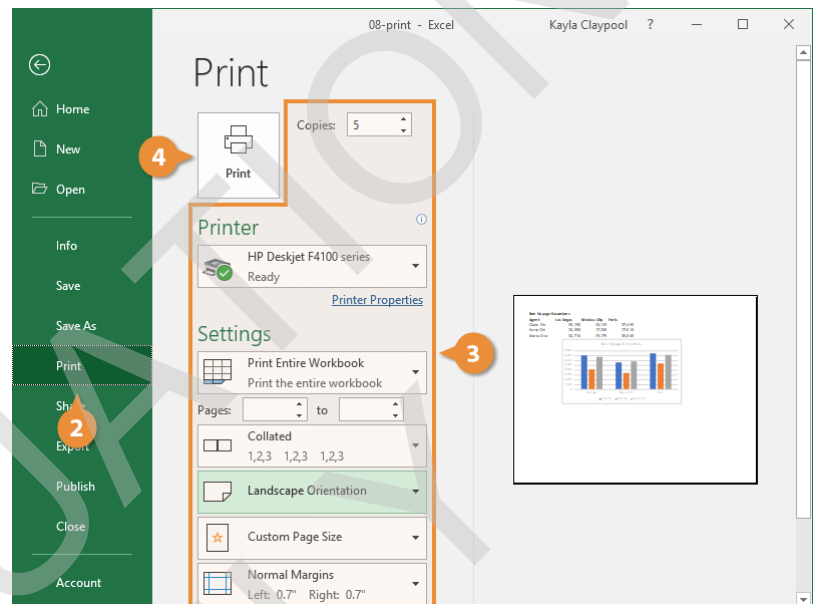 08-print - Excel
Kayla Claypool ?
Print
Home
New
Open
Info
Save
Save As
Print
Share
Export
Publish
Close
Account
Copies: 5
Print
4
Printer
HP Deskjet F4100 series
Ready
Printer Properties
Settings
3
Print Entire Workbook
Print the entire workbook
Pages: to
2
Collated
1,2,3 1,2,3 1,2,3
Landscape Orientation
Custom Page Size
Normal Margins
Left: 0.7" Right: 0.7"